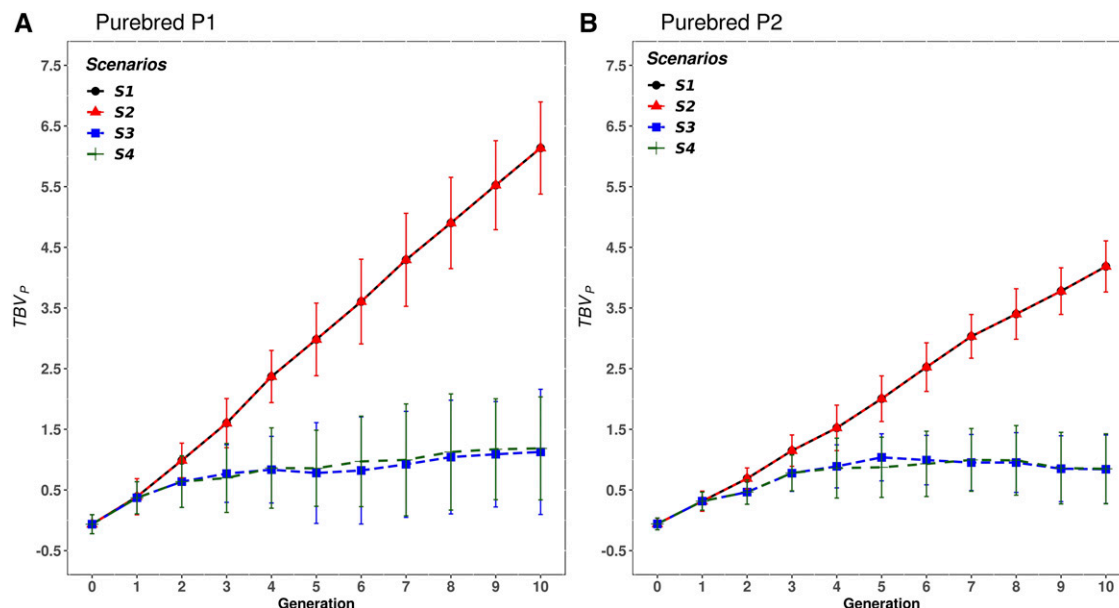 A Purebred P1
Scenarios
S1
S2
S3
S4
7.5
6.5
5.5
4.5
3.5
2.5
1.5
0.5
-0.5
TBV P
0 1 2 3 4 5 6 7 8 9 10
Generation
B Purebred P2
Scenarios
S1
S2
S3
S4
7.5
6.5
5.5
4.5
3.5
2.5
1.5
0.5
-0.5
TBV P
0 1 2 3 4 5 6 7 8 9 10
Generation